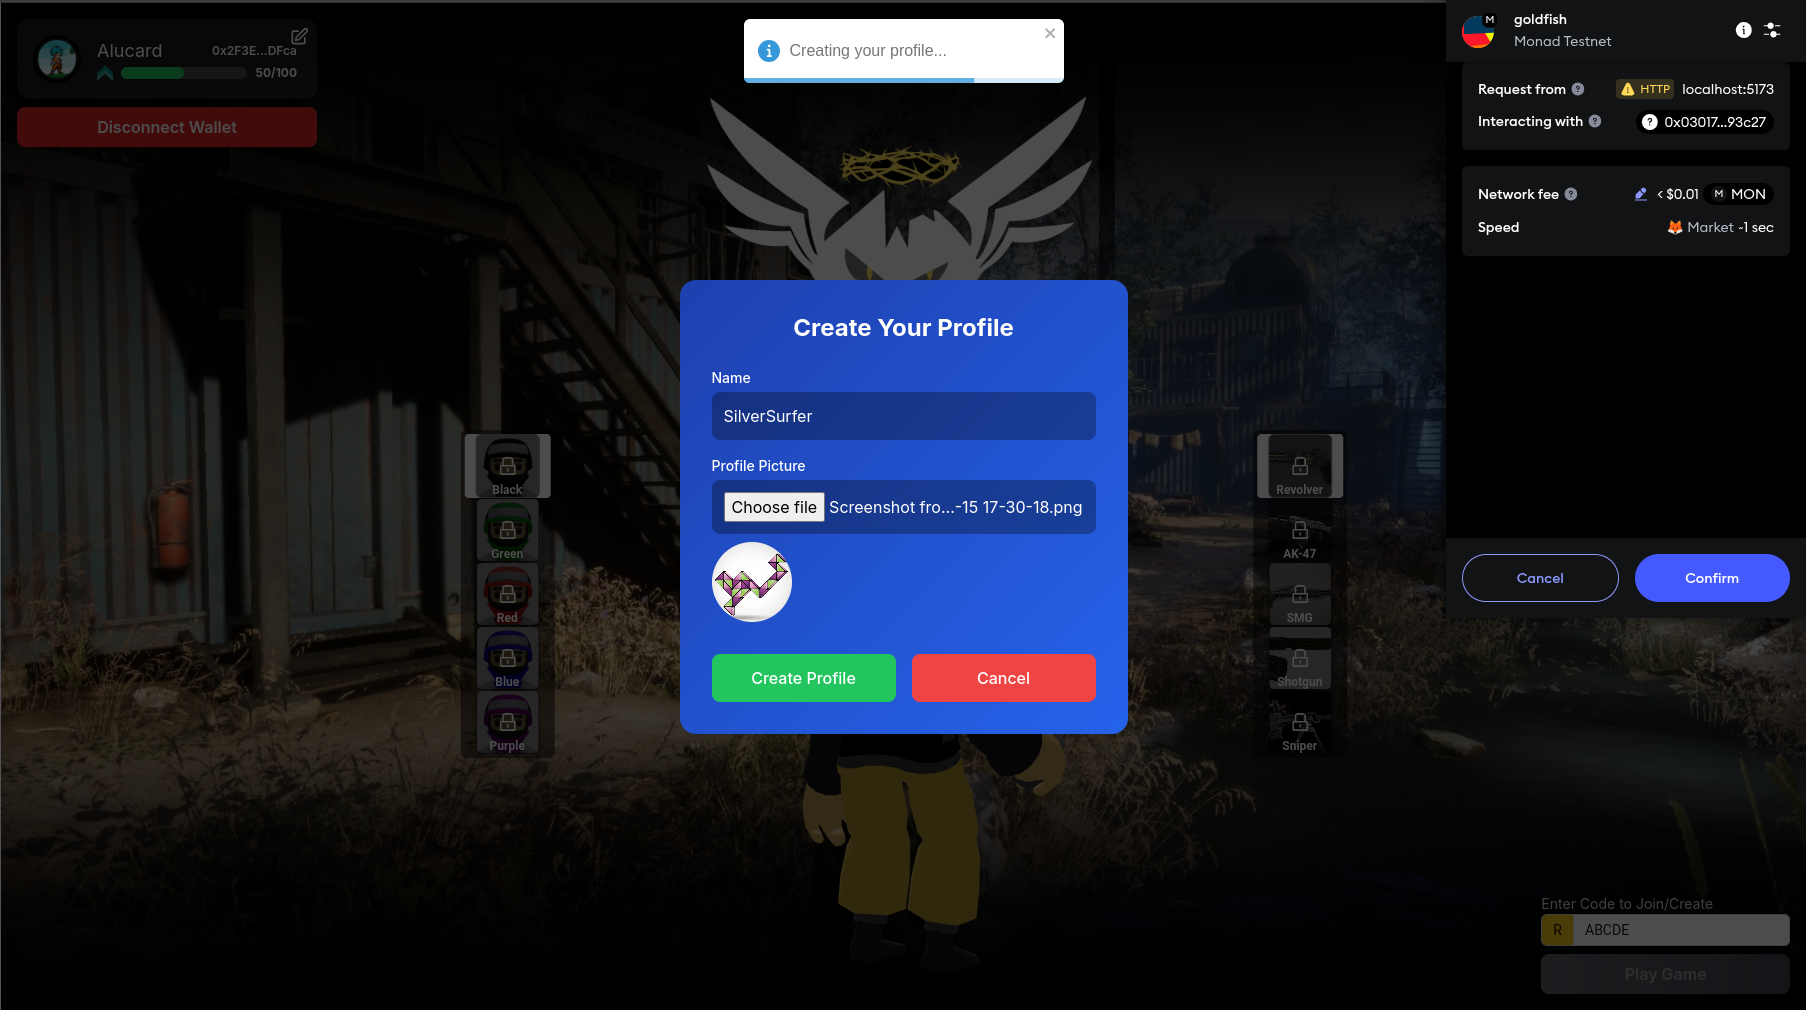 Alucard
0x2F3E...DFca
50/100
Disconnect Wallet
Creating your profile...
M
goldfish
Monad Testnet
Request from
HTTP
localhost:5173
Interacting with
0x03017...93c27
Network fee
< $0.01
M
MON
Speed
Market ~1 sec
Cancel
Confirm
Create Your Profile
Name
SilverSurfer
Profile Picture
Choose file
Screenshot fro...-15 17-30-18.png
Create Profile
Cancel
Black
Green
Red
Blue
Purple
Revolver
AK-47
SMG
Shotgun
Sniper
Enter Code to Join/Create
R
ABCDE
Play Game